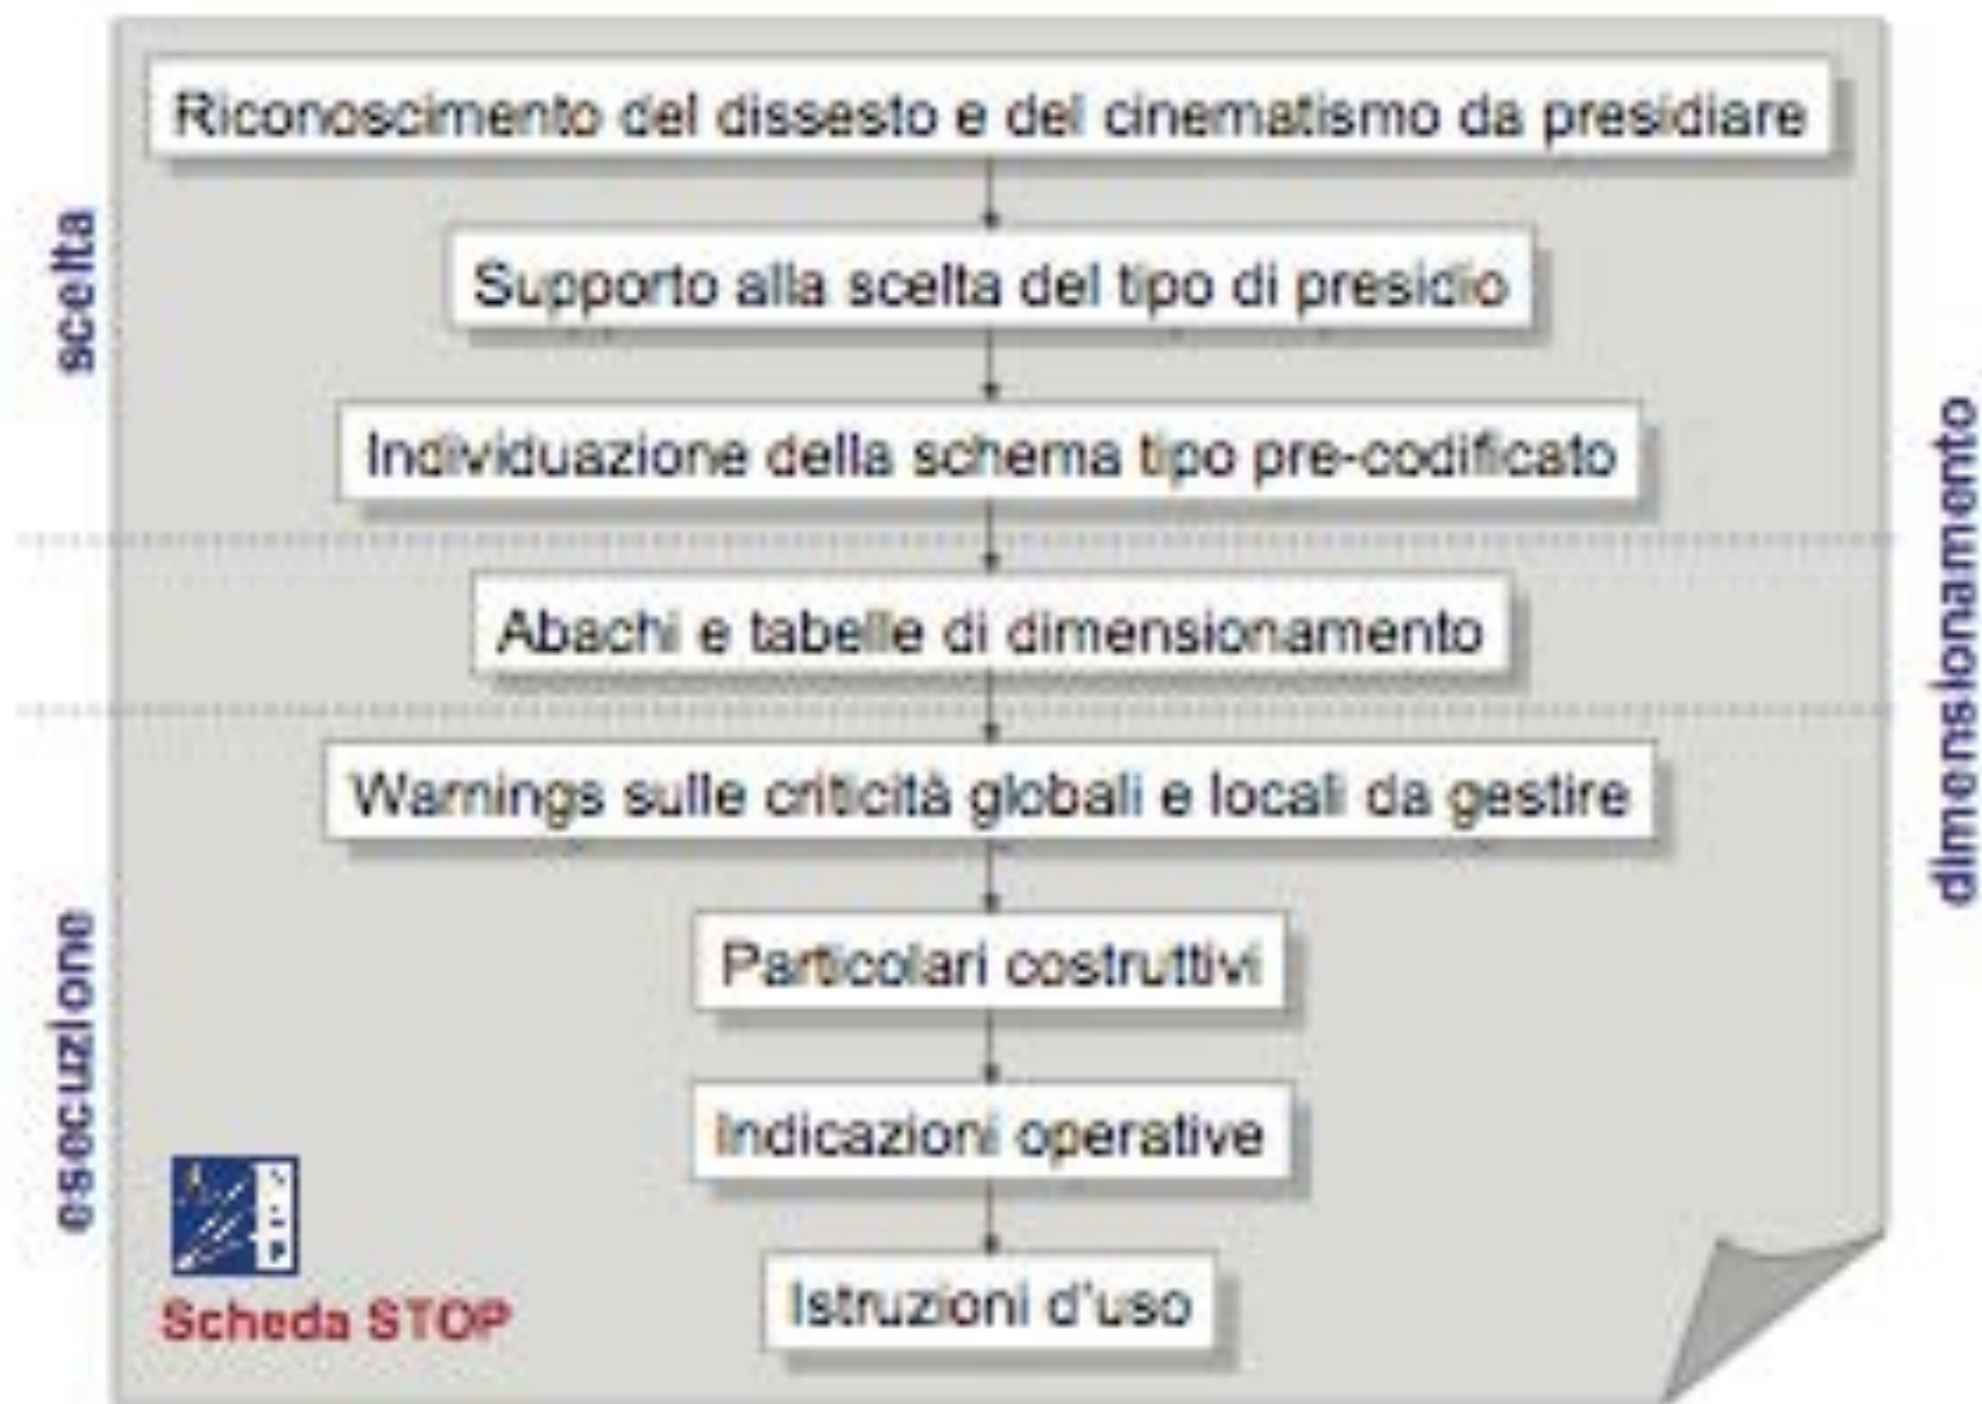 Riconoscimento del dissesto e del cinematismo da presidiare
scelta
Supporto alla scelta del tipo di presidio
Individuazione della schema tipo pre-codificato
Abachi e tabelle di dimensionamento
dimensionamento
Warnings sulle criticità globali e locali da gestire
Particolari costruttivi
esecuzione
Indicazioni operative
Istruzioni d'uso
Scheda STOP